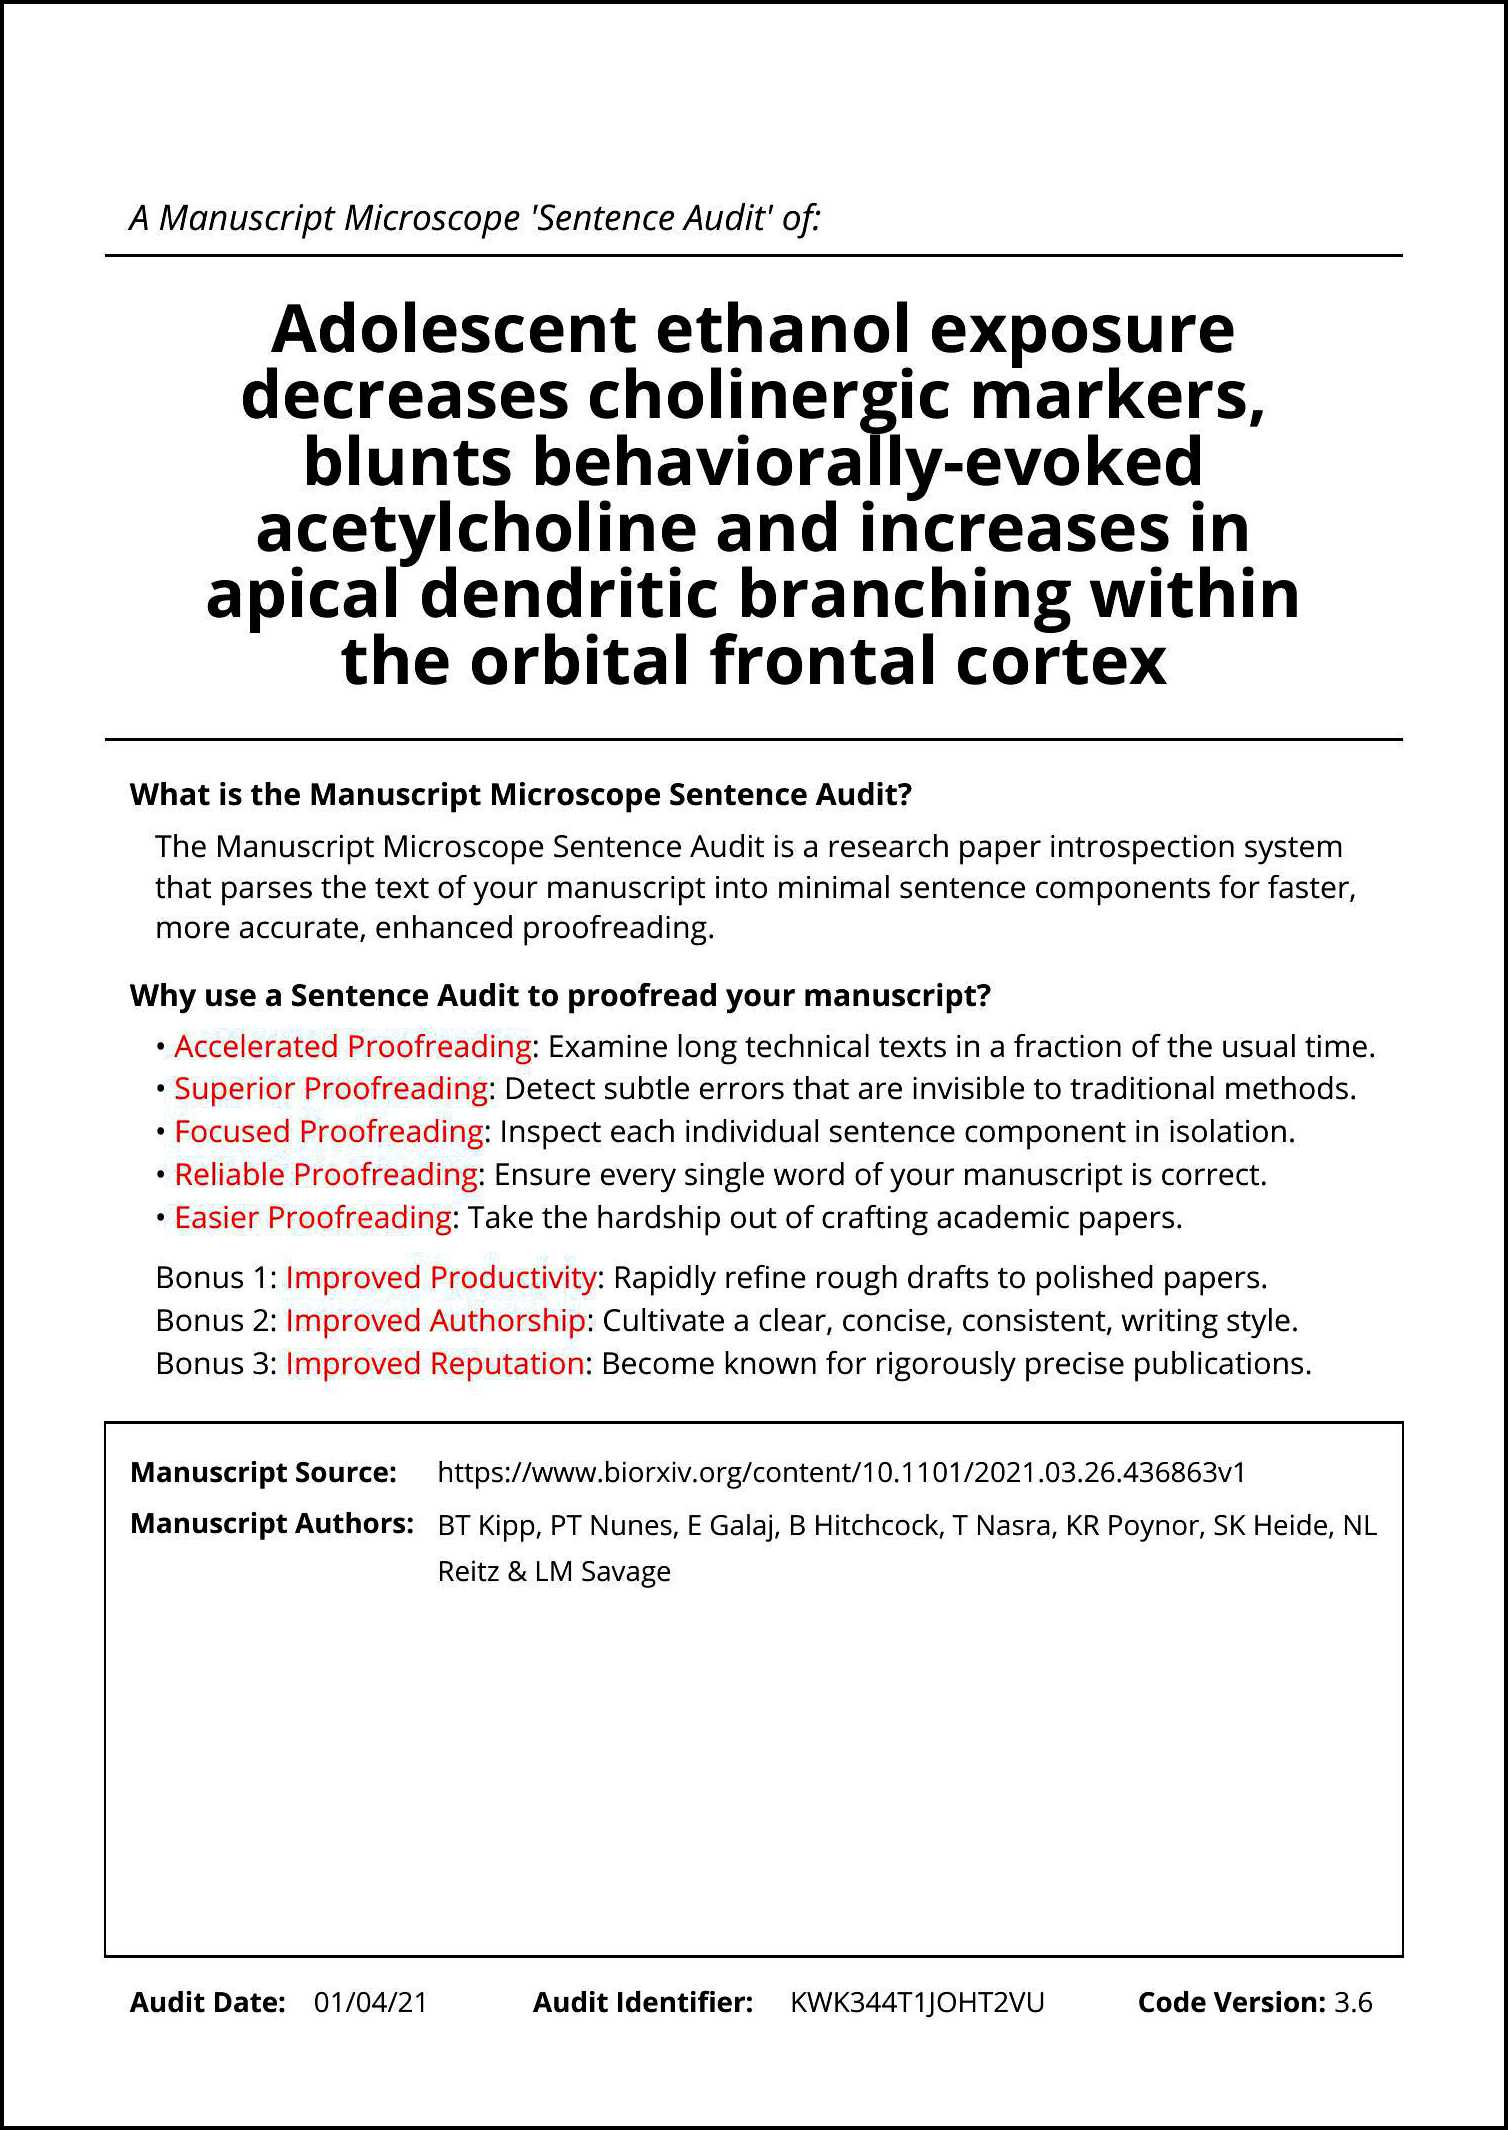 A Manuscript Microscope 'Sentence Audit' of:
Adolescent ethanol exposure
decreases cholinergic markers,
blunts behaviorally-evoked
acetylcholine and increases in
apical dendritic branching within
the orbital frontal cortex
What is the Manuscript Microscope Sentence Audit?
The Manuscript Microscope Sentence Audit is a research paper introspection system
that parses the text of your manuscript into minimal sentence components for faster,
more accurate, enhanced proofreading.
Why use a Sentence Audit to proofread your manuscript?
• Accelerated Proofreading: Examine long technical texts in a fraction of the usual time.
• Superior Proofreading: Detect subtle errors that are invisible to traditional methods.
• Focused Proofreading: Inspect each individual sentence component in isolation.
• Reliable Proofreading: Ensure every single word of your manuscript is correct.
• Easier Proofreading: Take the hardship out of crafting academic papers.
Bonus 1: Improved Productivity: Rapidly refine rough drafts to polished papers.
Bonus 2: Improved Authorship: Cultivate a clear, concise, consistent, writing style.
Bonus 3: Improved Reputation: Become known for rigorously precise publications.
Manuscript Source: https://www.biorxiv.org/content/10.1101/2021.03.26.436863v1
Manuscript Authors: BT Kipp, PT Nunes, E Galaj, B Hitchcock, T Nasra, KR Poynor, SK Heide, NL
Reitz & LM Savage
Audit Date: 01/04/21 Audit Identifier: KWK344T1JOHT2VU Code Version: 3.6